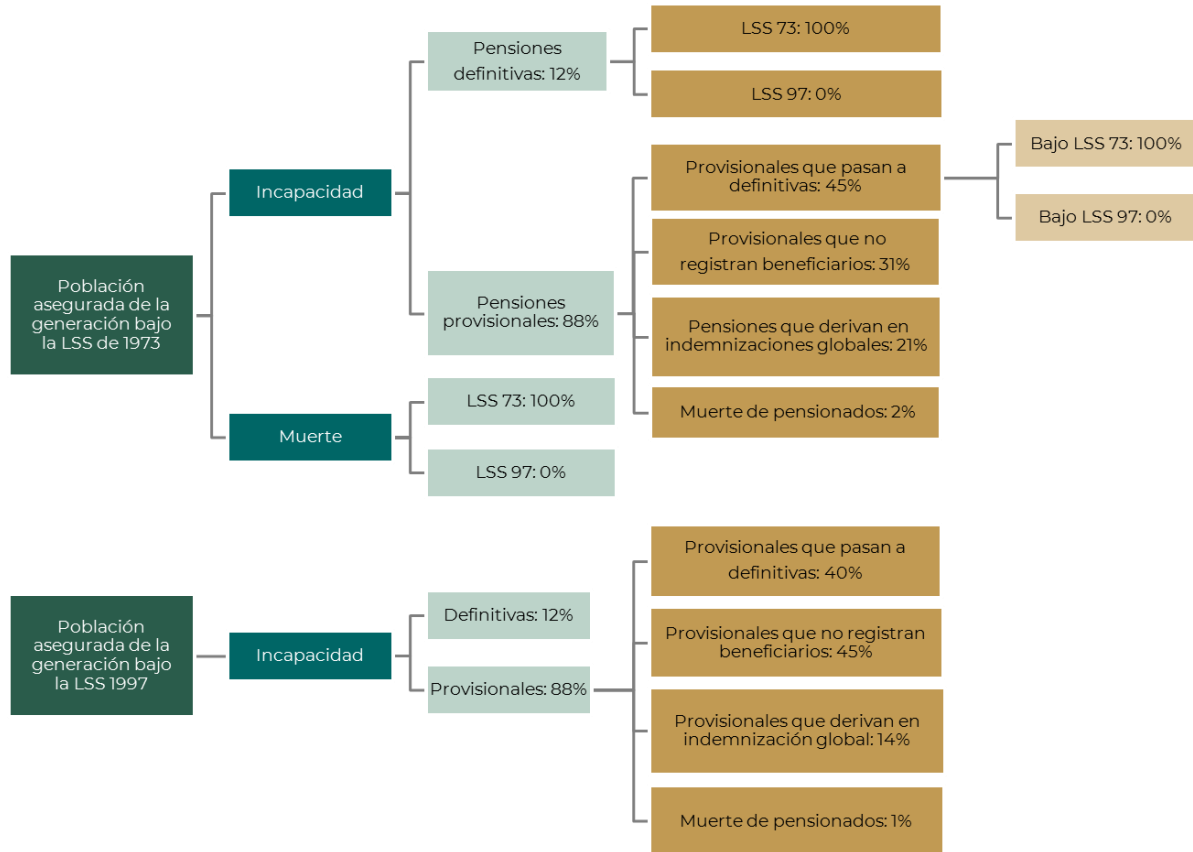 Población
asegurada de la
generación bajo
la LSS de 1973
Incapacidad
Pensiones
definitivas: 12%
LSS 73: 100%
LSS 97: 0%
Pensiones
provisionales: 88%
Provisionales que pasan a
definitivas: 45%
Bajo LSS 73: 100%
Bajo LSS 97: 0%
Provisionales que no
registran beneficiarios: 31%
Pensiones que derivan en
indemnizaciones globales: 21%
Muerte de pensionados: 2%
Muerte
LSS 73: 100%
LSS 97: 0%
Población
asegurada de la
generación bajo
la LSS 1997
Incapacidad
Definitivas: 12%
Provisionales: 88%
Provisionales que pasan a
definitivas: 40%
Provisionales que no registran
beneficiarios: 45%
Provisionales que derivan en
indemnización global: 14%
Muerte de pensionados: 1%